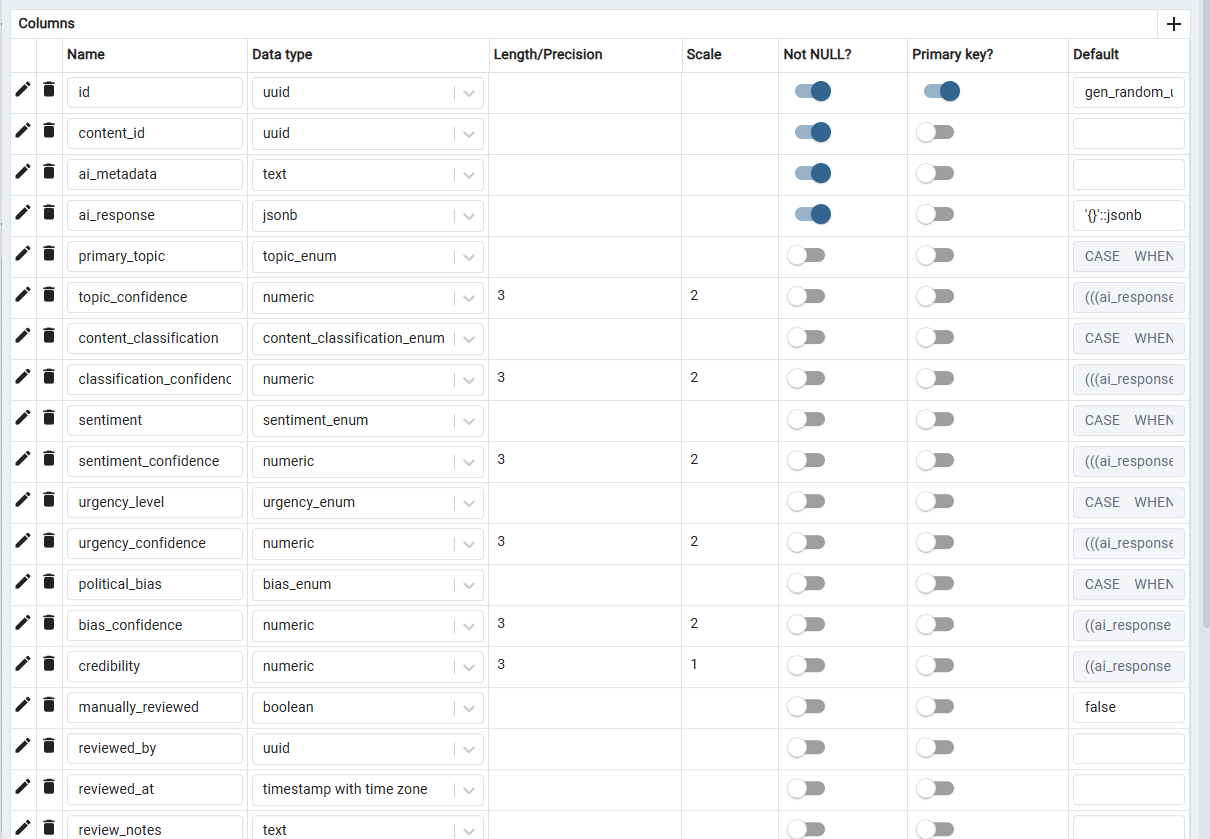 Columns
Name Data type Length/Precision Scale Not NULL? Primary key? Default
id uuid gen_random_u
content_id uuid
ai_metadata text
ai_response jsonb '{}'::jsonb
primary_topic topic_enum CASE WHEN
topic_confidence numeric 3 2 (((ai_response
content_classification content_classification_enum CASE WHEN
classification_confidenc numeric 3 2 (((ai_response
sentiment sentiment_enum CASE WHEN
sentiment_confidence numeric 3 2 (((ai_response
urgency_level urgency_enum CASE WHEN
urgency_confidence numeric 3 2 (((ai_response
political_bias bias_enum CASE WHEN
bias_confidence numeric 3 2 ((ai_response
credibility numeric 3 1 ((ai_response
manually_reviewed boolean false
reviewed_by uuid
reviewed_at timestamp with time zone
review_notes text